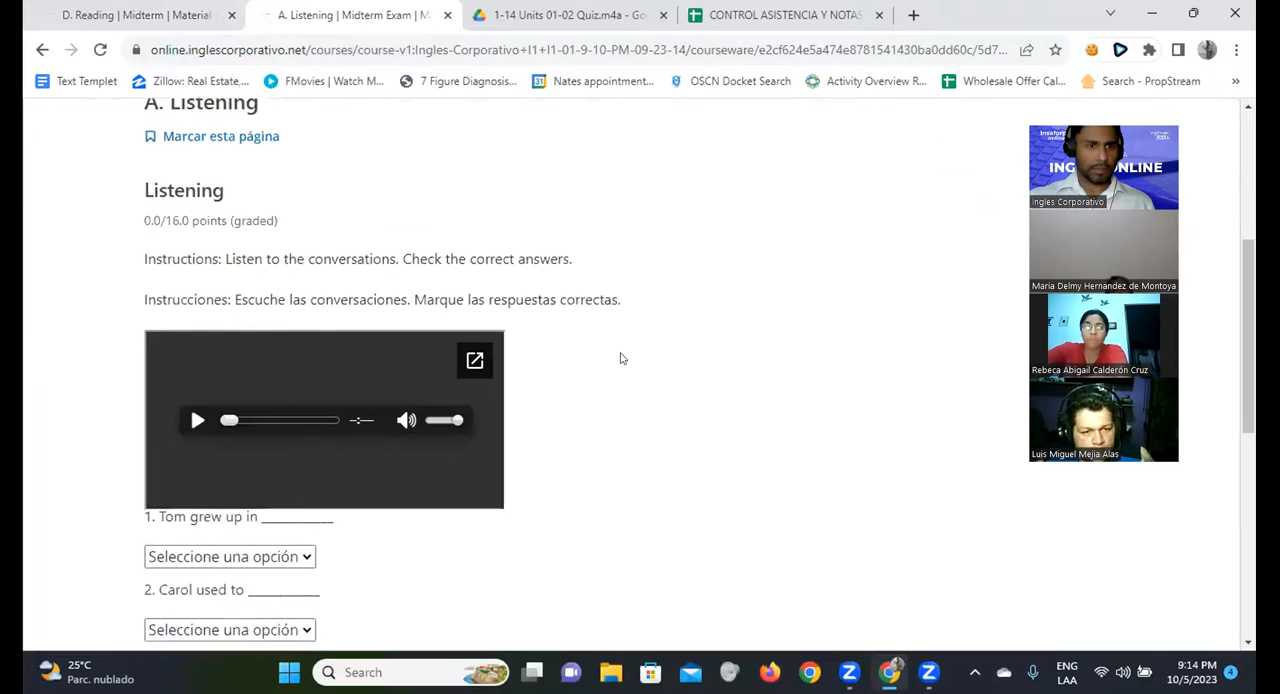 D. Reading | Midterm | Material
A. Listening | Midterm Exam | M
1-14 Units 01-02 Quiz.m4a - Go
CONTROL ASISTENCIA Y NOTAS
online.inglescorporativo.net/courses/course-v1:Ingles-Corporativo+I1+I1-01-9-10-PM-09-23-14/courseware/e2cf624e5a474e8781541430ba0dd60c/5d7...
Text Templet
Zillow: Real Estate,...
FMovies | Watch M...
7 Figure Diagnosis...
31
Nates appointment...
OSCN Docket Search
Activity Overview R...
Wholesale Offer Cal...
Search - PropStream
»
A. Listening
Marcar esta página
Listening
0.0/16.0 points (graded)
Instructions: Listen to the conversations. Check the correct answers.
Instrucciones: Escuche las conversaciones. Marque las respuestas correctas.
1. Tom grew up in ___________
Seleccione una opción
2. Carol used to ___________
Seleccione una opción
ING ONLINE
Ingles Corporativo
Maria Delmy Hernandez de Montoya
Rebeca Abigail Calderón Cruz
Luis Miguel Mejia Alas
25°C
Parc. nublado
Search
ENG
LAA
9:14 PM
10/5/2023
4